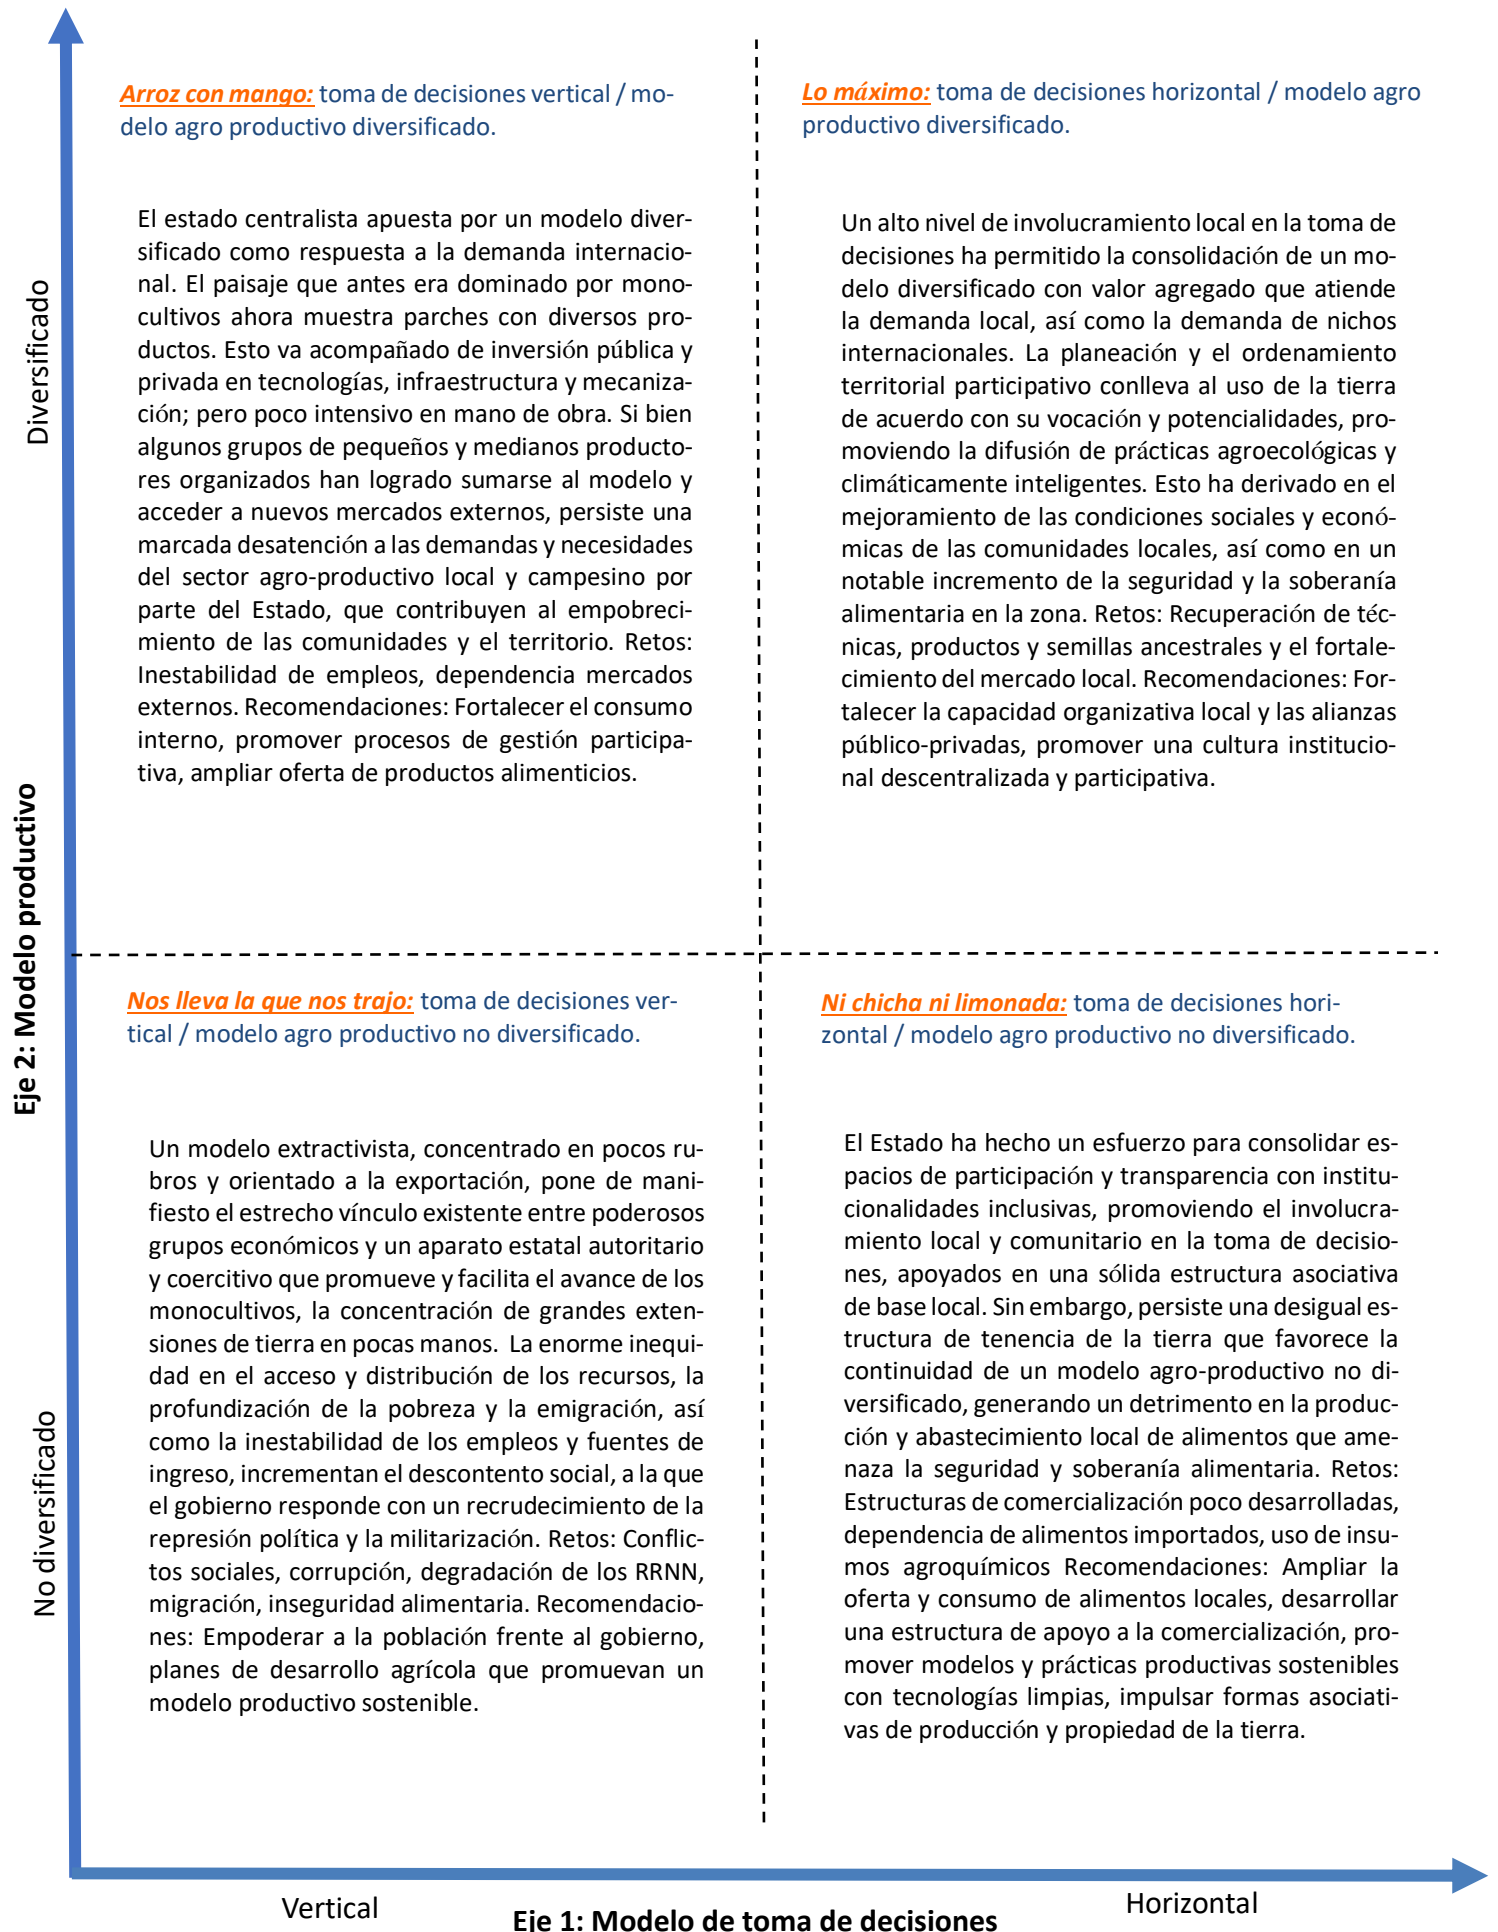 Arroz con mango: toma de decisiones vertical / mo-
delo agro productivo diversificado.
El estado centralista apuesta por un modelo diver-
sificado como respuesta a la demanda internacio-
nal. El paisaje que antes era dominado por mono-
cultivos ahora muestra parches con diversos pro-
ductos. Esto va acompañado de inversión pública y
privada en tecnologías, infraestructura y mecaniza-
ción; pero poco intensivo en mano de obra. Si bien
algunos grupos de pequeños y medianos producto-
res organizados han logrado sumarse al modelo y
acceder a nuevos mercados externos, persiste una
marcada desatención a las demandas y necesidades
del sector agro-productivo local y campesino por
parte del Estado, que contribuyen al empobreci-
miento de las comunidades y el territorio. Retos:
Inestabilidad de empleos, dependencia mercados
externos. Recomendaciones: Fortalecer el consumo
interno, promover procesos de gestión participa-
tiva, ampliar oferta de productos alimenticios.
Lo máximo: toma de decisiones horizontal / modelo agro
productivo diversificado.
Un alto nivel de involucramiento local en la toma de
decisiones ha permitido la consolidación de un mo-
delo diversificado con valor agregado que atiende
la demanda local, así como la demanda de nichos
internacionales. La planeación y el ordenamiento
territorial participativo conlleva al uso de la tierra
de acuerdo con su vocación y potencialidades, pro-
moviendo la difusión de prácticas agroecológicas y
climáticamente inteligentes. Esto ha derivado en el
mejoramiento de las condiciones sociales y econó-
micas de las comunidades locales, así como en un
notable incremento de la seguridad y la soberanía
alimentaria en la zona. Retos: Recuperación de téc-
nicas, productos y semillas ancestrales y el fortale-
cimiento del mercado local. Recomendaciones: For-
talecer la capacidad organizativa local y las alianzas
público-privadas, promover una cultura institucio-
nal descentralizada y participativa.
Diversificado
Eje 2: Modelo productivo
No diversificado
Nos lleva la que nos trajo: toma de decisiones ver-
tical / modelo agro productivo no diversificado.
Un modelo extractivista, concentrado en pocos ru-
bros y orientado a la exportación, pone de mani-
fiesto el estrecho vínculo existente entre poderosos
grupos económicos y un aparato estatal autoritario
y coercitivo que promueve y facilita el avance de los
monocultivos, la concentración de grandes exten-
siones de tierra en pocas manos. La enorme inequi-
dad en el acceso y distribución de los recursos, la
profundización de la pobreza y la emigración, así
como la inestabilidad de los empleos y fuentes de
ingreso, incrementan el descontento social, a la que
el gobierno responde con un recrudecimiento de la
represión política y la militarización. Retos: Conflic-
tos sociales, corrupción, degradación de los RRNN,
migración, inseguridad alimentaria. Recomendacio-
nes: Empoderar a la población frente al gobierno,
planes de desarrollo agrícola que promuevan un
modelo productivo sostenible.
Ni chicha ni limonada: toma de decisiones hori-
zontal / modelo agro productivo no diversificado.
El Estado ha hecho un esfuerzo para consolidar es-
pacios de participación y transparencia con institu-
cionalidades inclusivas, promoviendo el involucra-
miento local y comunitario en la toma de decisio-
nes, apoyados en una sólida estructura asociativa
de base local. Sin embargo, persiste una desigual es-
tructura de tenencia de la tierra que favorece la
continuidad de un modelo agro-productivo no di-
versificado, generando un detrimento en la produc-
ción y abastecimiento local de alimentos que ame-
naza la seguridad y soberanía alimentaria. Retos:
Estructuras de comercialización poco desarrolladas,
dependencia de alimentos importados, uso de insu-
mos agroquímicos Recomendaciones: Ampliar la
oferta y consumo de alimentos locales, desarrollar
una estructura de apoyo a la comercialización, pro-
mover modelos y prácticas productivas sostenibles
con tecnologías limpias, impulsar formas asociati-
vas de producción y propiedad de la tierra.
Vertical
Horizontal
Eje 1: Modelo de toma de decisiones